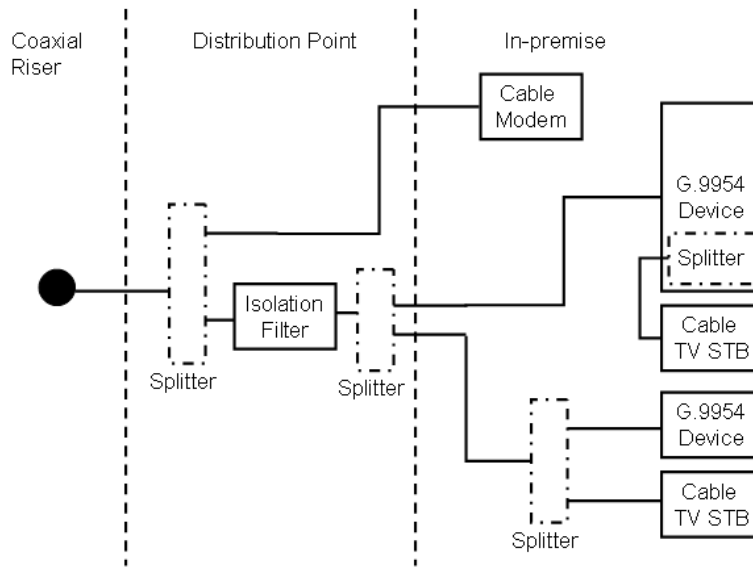 Coaxial
Riser
Distribution Point
In-premise
Cable
Modem
G.9954
Device
Splitter
Isolation
Filter
Cable
TV STB
Splitter
Splitter
G.9954
Device
Cable
TV STB
Splitter